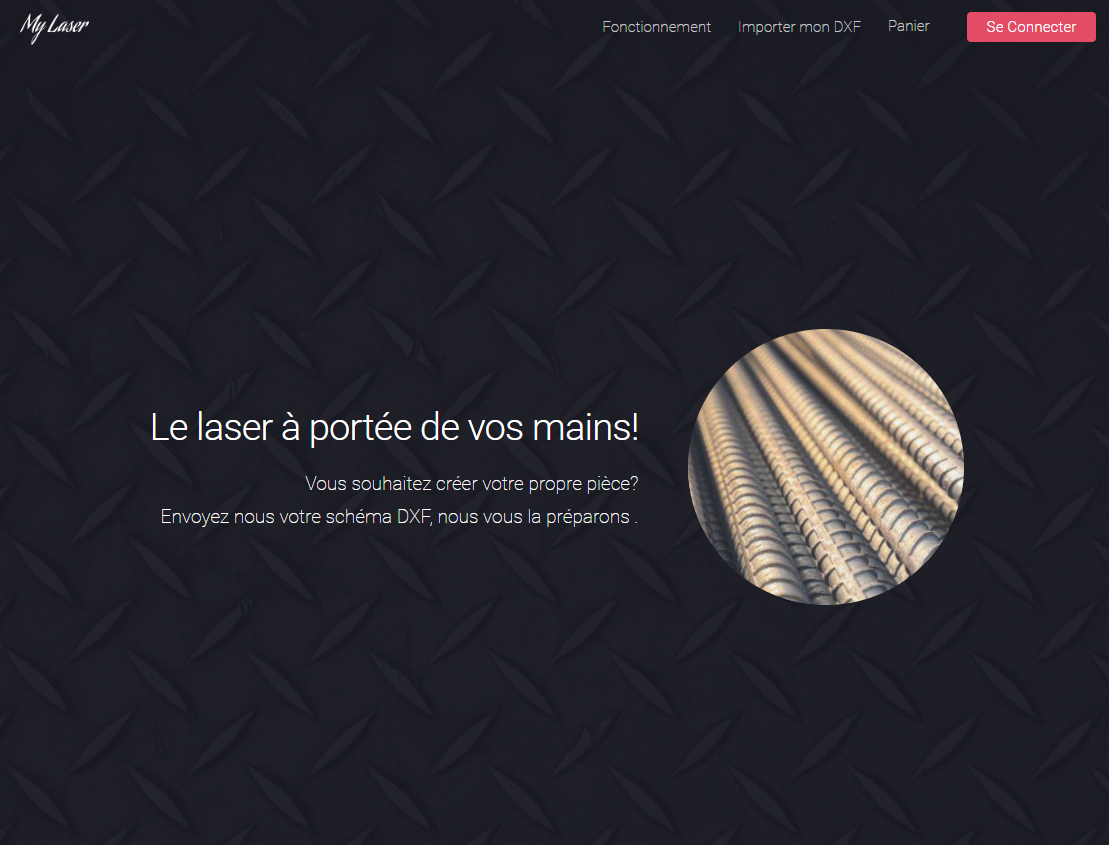 My Laser
Fonctionnement
Importer mon DXF
Panier
Se Connecter
Le laser à portée de vos mains!
Vous souhaitez créer votre propre pièce?
Envoyez nous votre schéma DXF, nous vous la préparons .